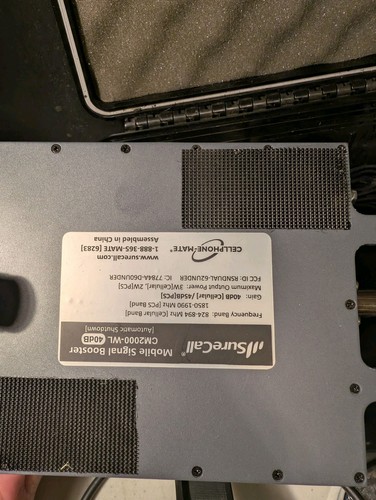 SureCall
Mobile Signal Booster
CM2000-WL 40dB
[Automatic Shutdown]
Frequency Band: 824-894 Mhz [Cellular Band]
1850-1990 Mhz [PCS Band]
Gain: 40dB [Cellular] /45dB[PCS]
Maximum Output Power: 3W[Cellular], 2W[PCS]
FCC ID: RSNDUAL-62UNDER IC: 7784A-D60UNDER
CELLPHONE-MATE
www.surecall.com
1-888-365-MATE [6283]
Assembled in China